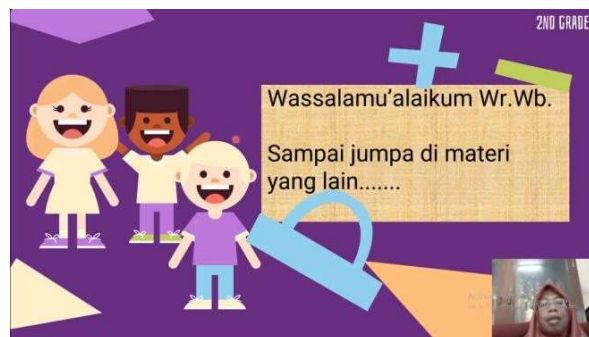 2ND GRADE
Wassalamu’alaikum Wr.Wb.
Sampai jumpa di materi
yang lain.......